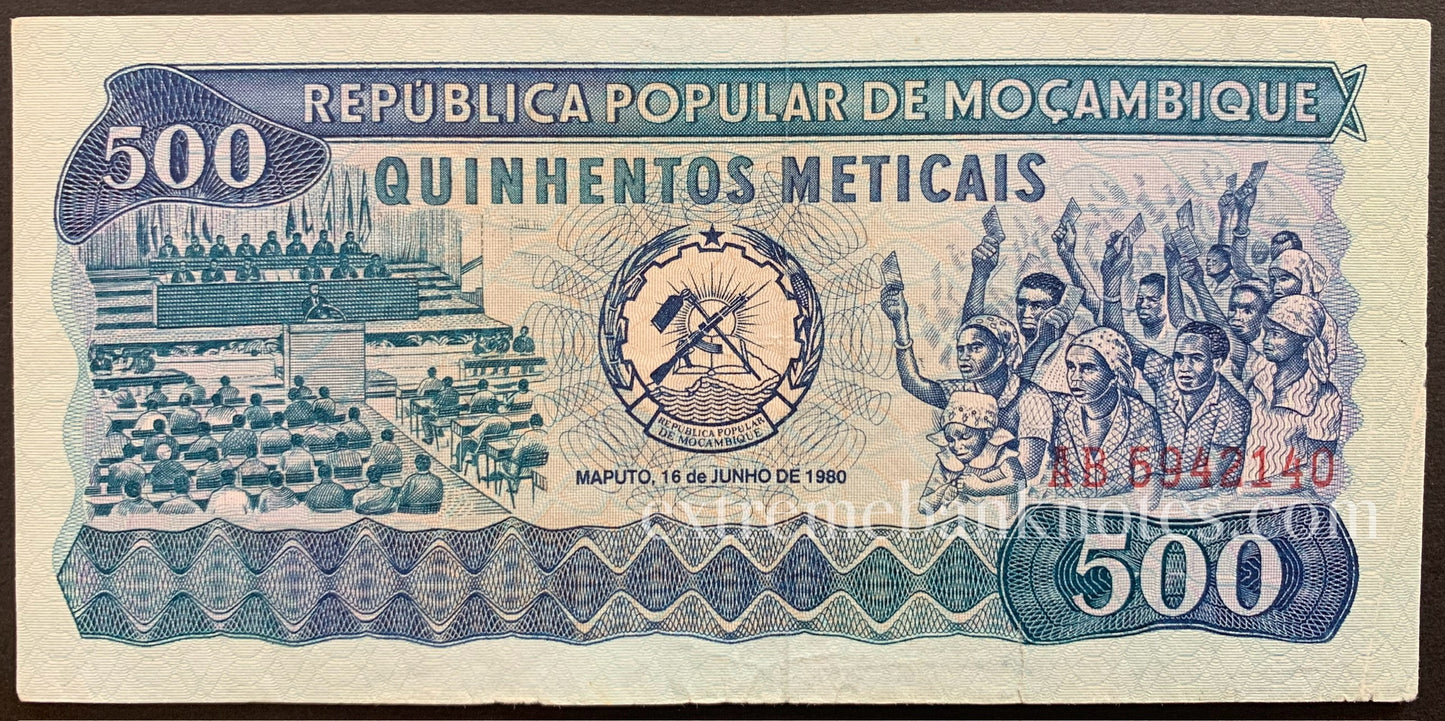 REPÚBLICA POPULAR DE MOÇAMBIQUE
500
QUINHENTOS METICAIS
REPUBLICA POPULAR
DE MOÇAMBIQUE
MAPUTO, 16 de JUNHO DE 1980
AB 5942140
extremebanknotes.com
500